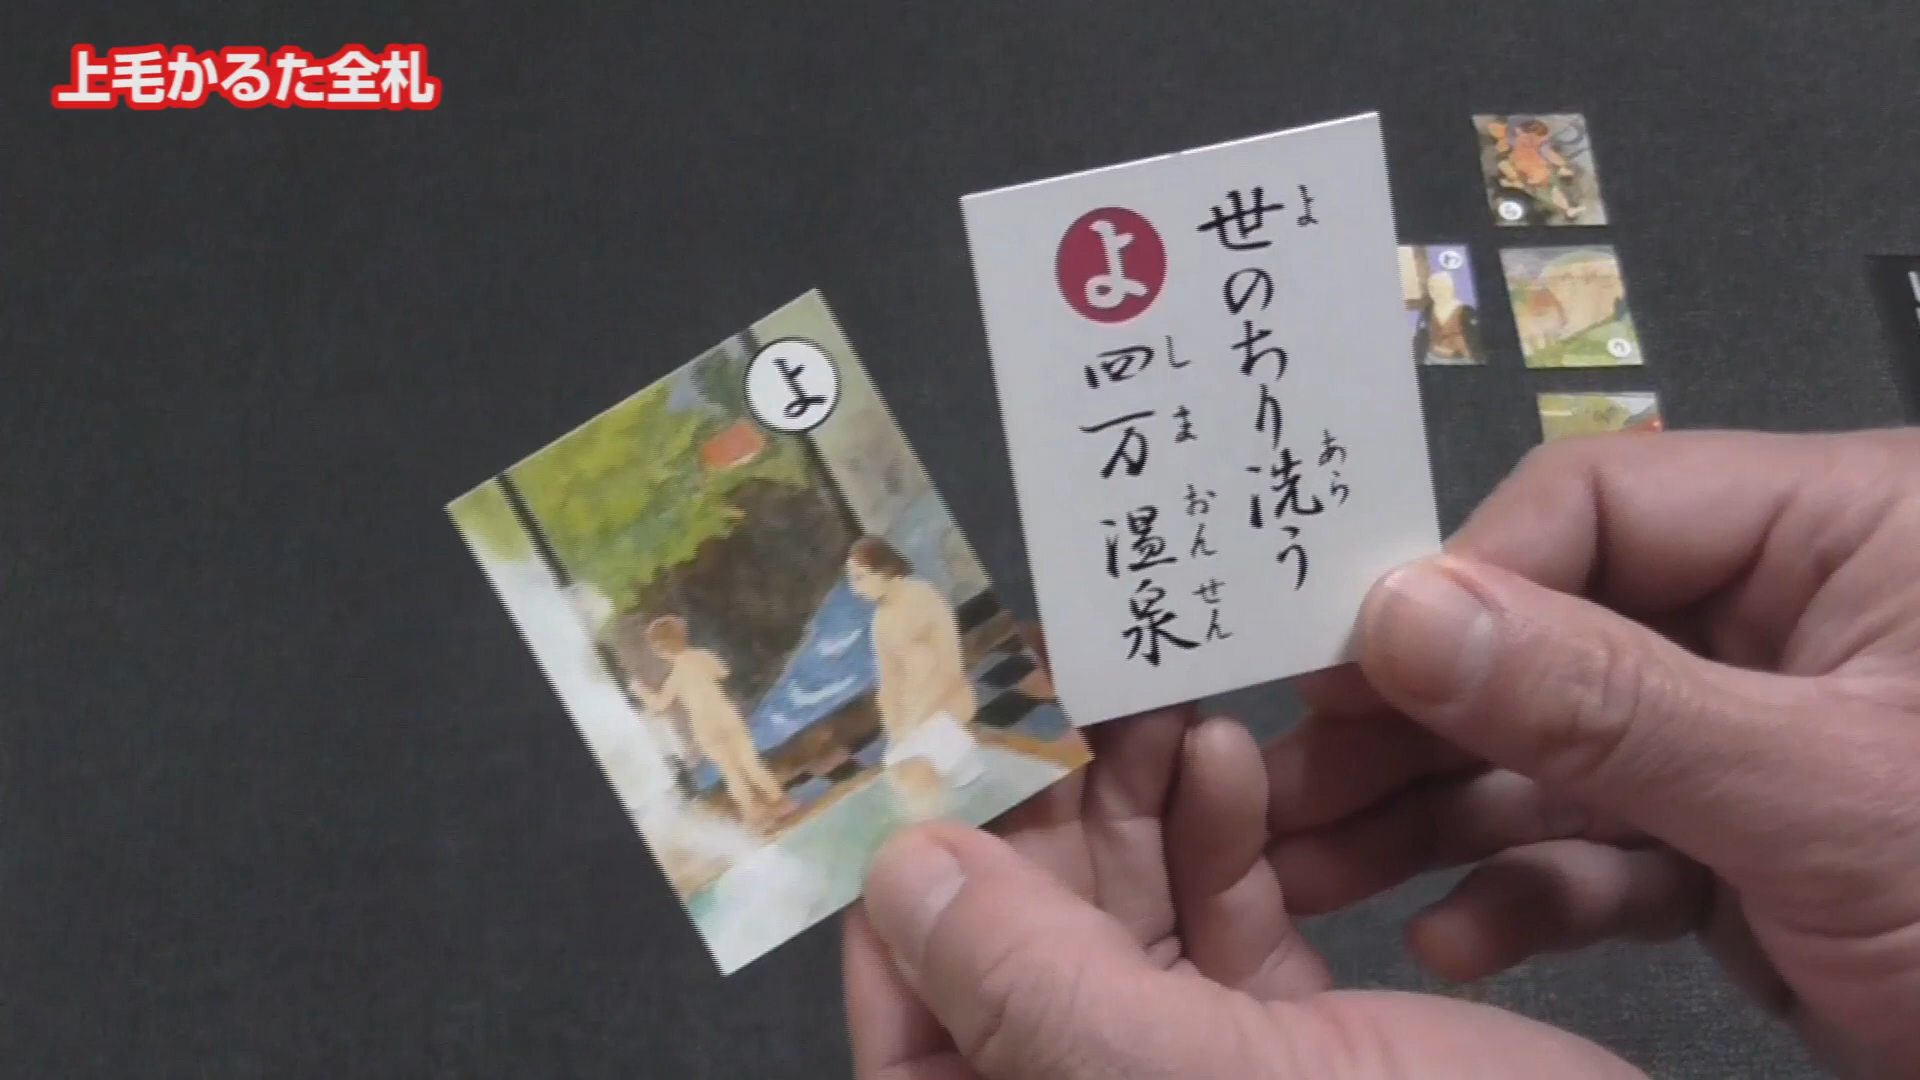 上毛かるた全札
よ
よ
世のちり洗う
よ
あら
四万温泉
しま
おんせん